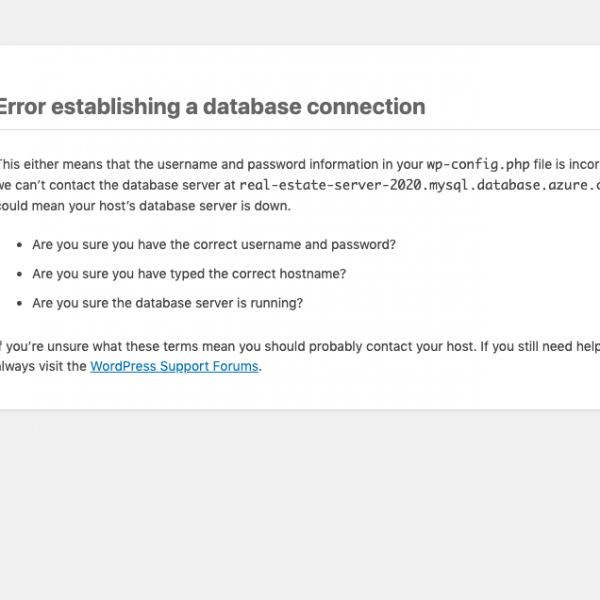 Error establishing a database connection
This either means that the username and password information in your wp-config.php file is incor
we can’t contact the database server at real-estate-server-2020.mysql.database.azure.c
could mean your host’s database server is down.
Are you sure you have the correct username and password?
Are you sure you have typed the correct hostname?
Are you sure the database server is running?
If you’re unsure what these terms mean you should probably contact your host. If you still need help
always visit the WordPress Support Forums.